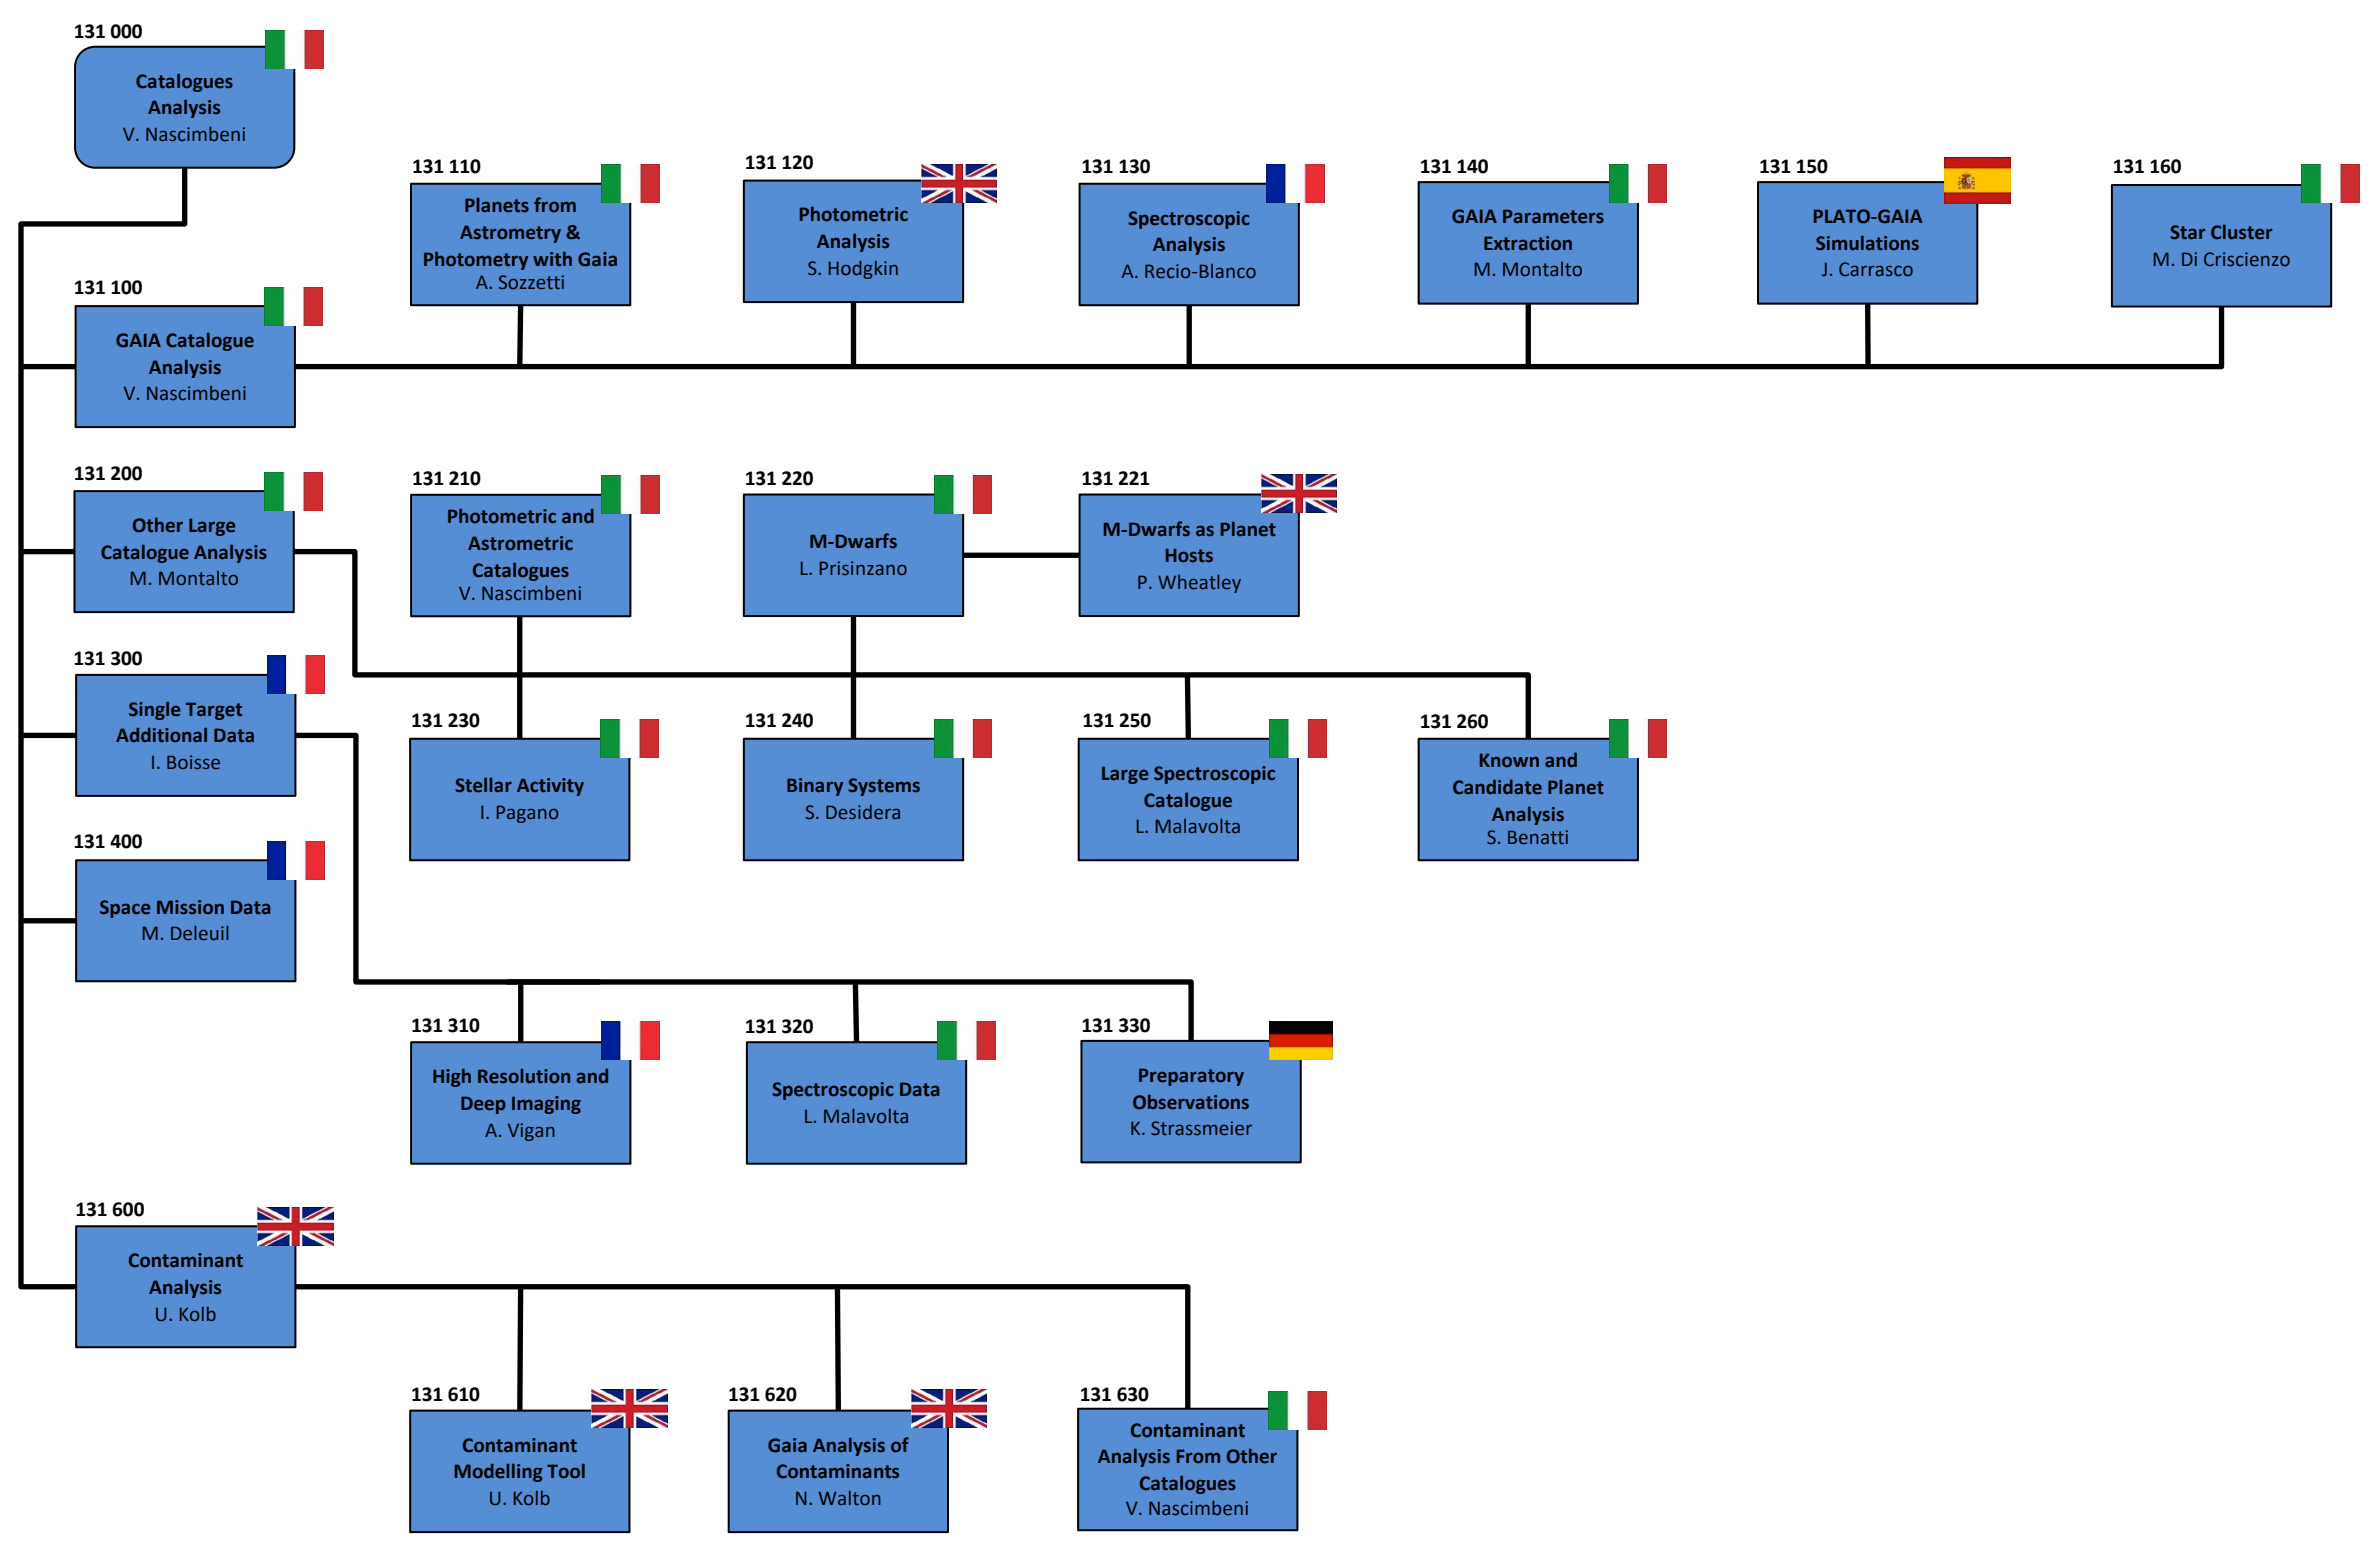 131 000
Catalogues
Analysis
V. Nascimbeni
131 110
Planets from
Astrometry &
Photometry with Gaia
A. Sozzetti
131 120
Photometric
Analysis
S. Hodgkin
131 130
Spectroscopic
Analysis
A. Recio-Blanco
131 140
GAIA Parameters
Extraction
M. Montalto
131 150
PLATO-GAIA
Simulations
J. Carrasco
131 160
Star Cluster
M. Di Criscienzo
131 100
GAIA Catalogue
Analysis
V. Nascimbeni
131 200
Other Large
Catalogue Analysis
M. Montalto
131 210
Photometric and
Astrometric
Catalogues
V. Nascimbeni
131 220
M-Dwarfs
L. Prisinzano
131 221
M-Dwarfs as Planet
Hosts
P. Wheatley
131 300
Single Target
Additional Data
I. Boisse
131 230
Stellar Activity
I. Pagano
131 240
Binary Systems
S. Desidera
131 250
Large Spectroscopic
Catalogue
L. Malavolta
131 260
Known and
Candidate Planet
Analysis
S. Benatti
131 400
Space Mission Data
M. Deleuil
131 310
High Resolution and
Deep Imaging
A. Vigan
131 320
Spectroscopic Data
L. Malavolta
131 330
Preparatory
Observations
K. Strassmeier
131 600
Contaminant
Analysis
U. Kolb
131 610
Contaminant
Modelling Tool
U. Kolb
131 620
Gaia Analysis of
Contaminants
N. Walton
131 630
Contaminant
Analysis From Other
Catalogues
V. Nascimbeni